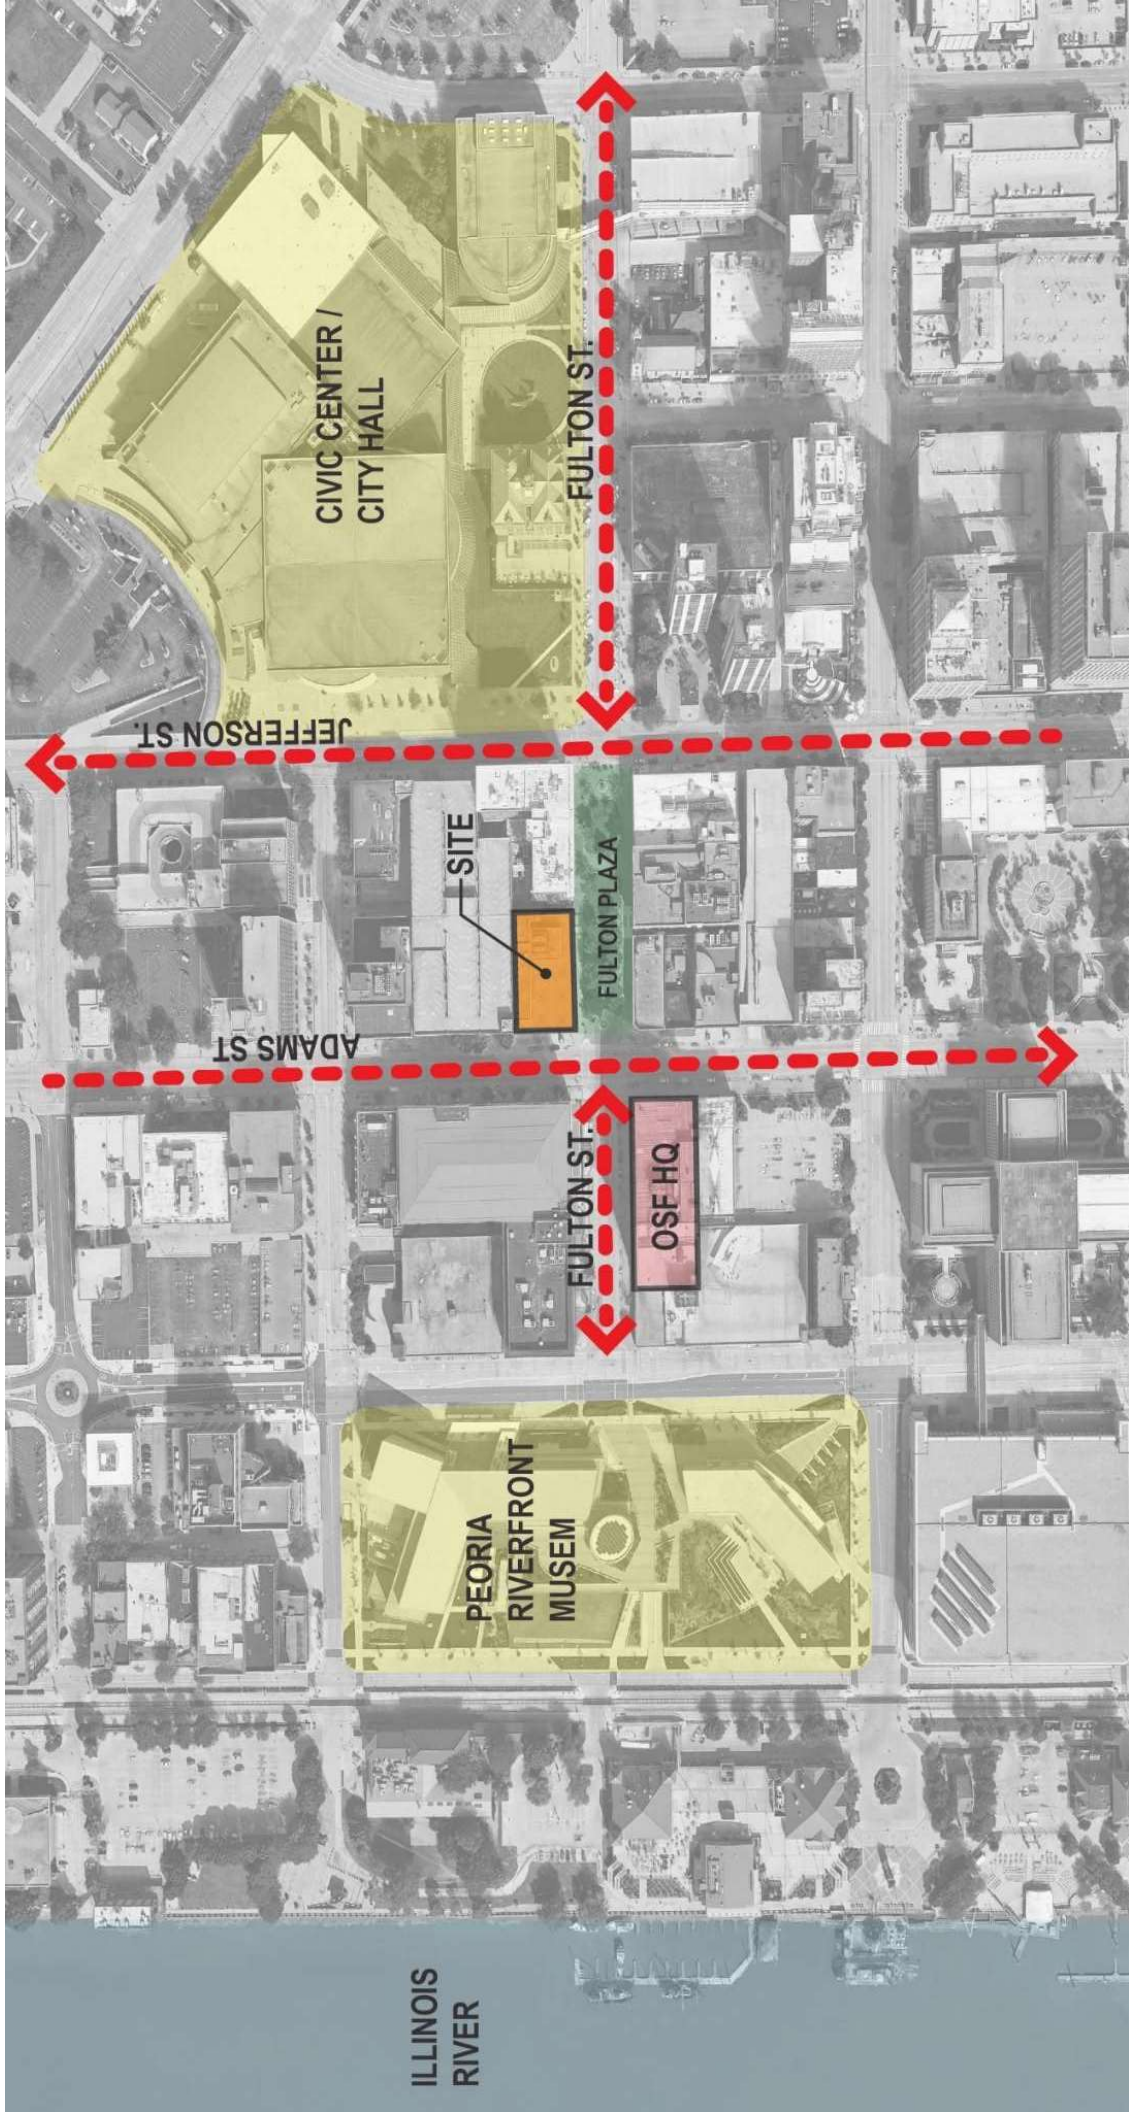 ILLINOIS
RIVER
PEORIA
RIVERFRONT
MUSEM
FULTON ST.
OSF HQ
ADAMS ST
SITE
FULTON PLAZA
JEFFERSON ST.
CIVIC CENTER /
CITY HALL
FULTON ST.